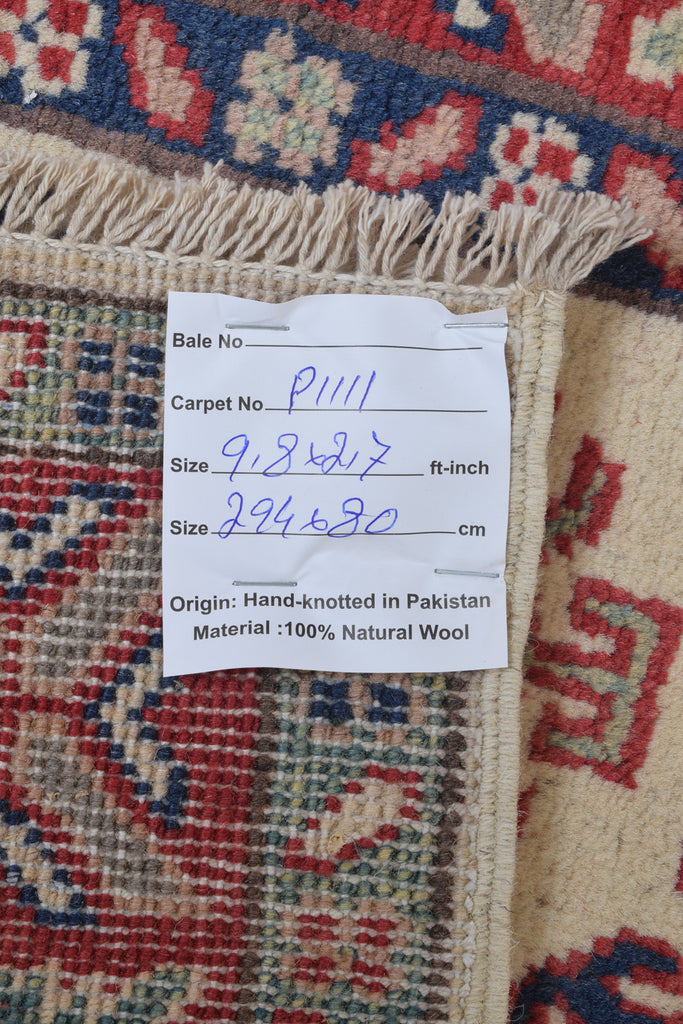 Bale No
Carpet No P1111
Size 9,8x2,7 ft-inch
Size 294x80 cm
Origin: Hand-knotted in Pakistan
Material :100% Natural Wool